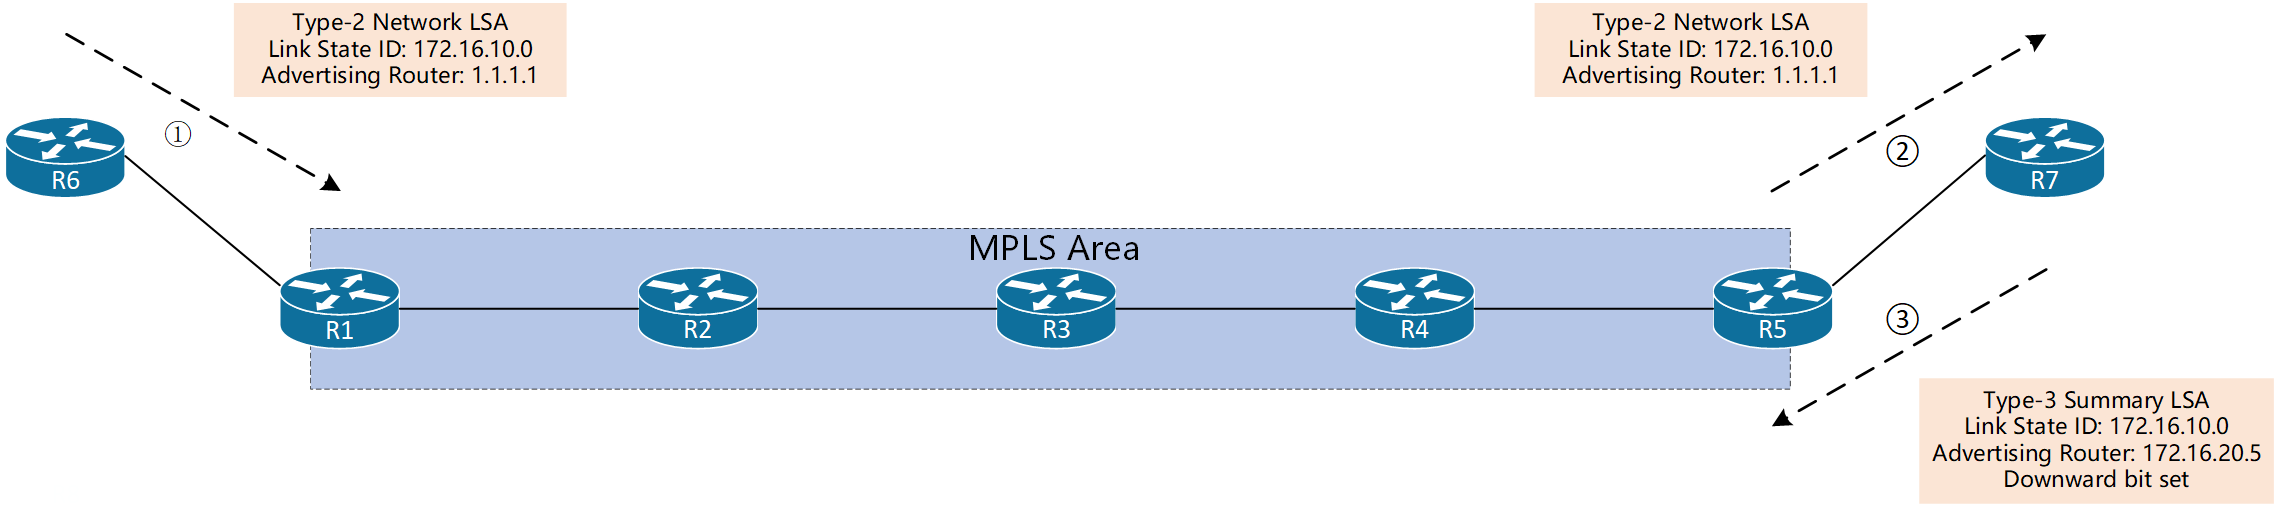 Type-2 Network LSA
Link State ID: 172.16.10.0
Advertising Router: 1.1.1.1
Type-2 Network LSA
Link State ID: 172.16.10.0
Advertising Router: 1.1.1.1
①
②
R6
R7
MPLS Area
R1
R2
R3
R4
R5
③
Type-3 Summary LSA
Link State ID: 172.16.10.0
Advertising Router: 172.16.20.5
Downward bit set